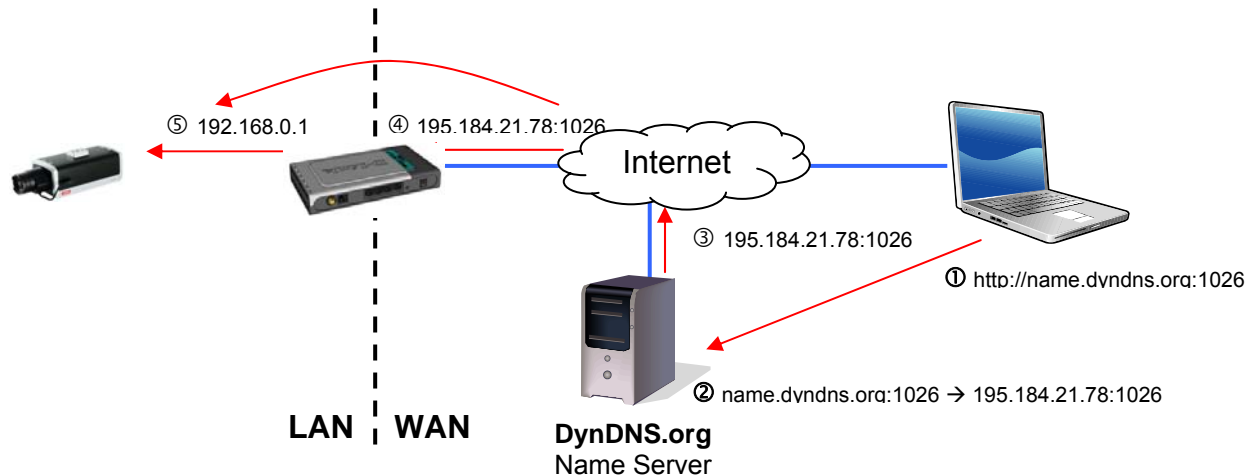 ⑤ 192.168.0.1
④ 195.184.21.78:1026
Internet
③ 195.184.21.78:1026
① http://name.dyndns.org:1026
② name.dyndns.org:1026 → 195.184.21.78:1026
LAN WAN
DynDNS.org
Name Server